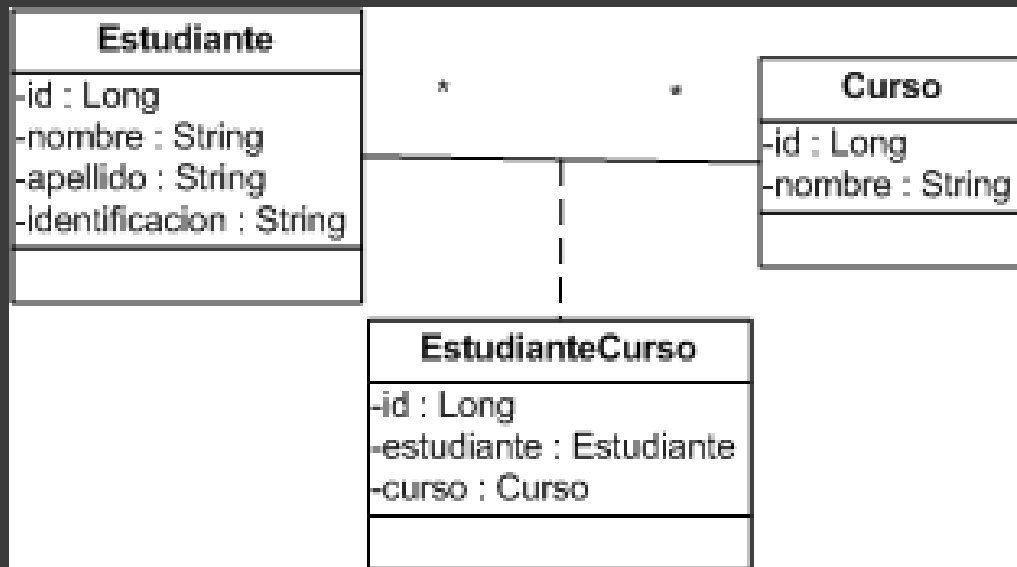 Estudiante
-id : Long
-nombre : String
-apellido : String
-identificacion : String
*
*
Curso
-id : Long
-nombre : String
EstudianteCurso
-id : Long
-estudiante : Estudiante
-curso : Curso